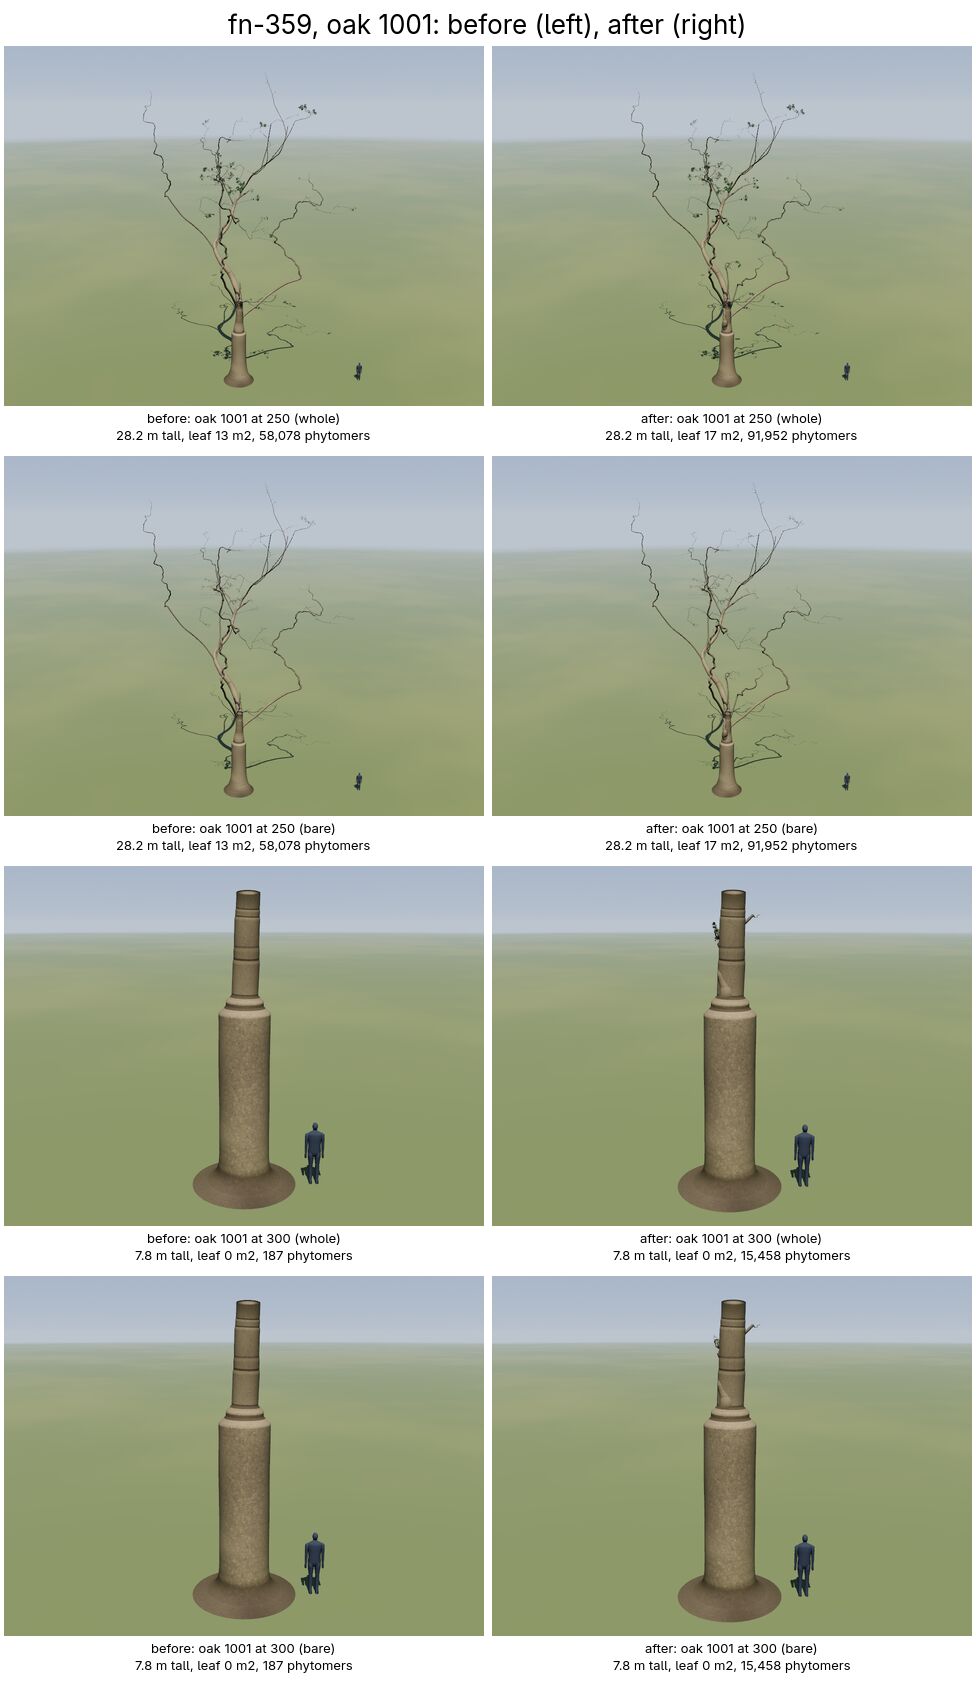 fn-359, oak 1001: before (left), after (right)
before: oak 1001 at 250 (whole)
28.2 m tall, leaf 13 m2, 58,078 phytomers
after: oak 1001 at 250 (whole)
28.2 m tall, leaf 17 m2, 91,952 phytomers
before: oak 1001 at 250 (bare)
28.2 m tall, leaf 13 m2, 58,078 phytomers
after: oak 1001 at 250 (bare)
28.2 m tall, leaf 17 m2, 91,952 phytomers
before: oak 1001 at 300 (whole)
7.8 m tall, leaf 0 m2, 187 phytomers
after: oak 1001 at 300 (whole)
7.8 m tall, leaf 0 m2, 15,458 phytomers
before: oak 1001 at 300 (bare)
7.8 m tall, leaf 0 m2, 187 phytomers
after: oak 1001 at 300 (bare)
7.8 m tall, leaf 0 m2, 15,458 phytomers